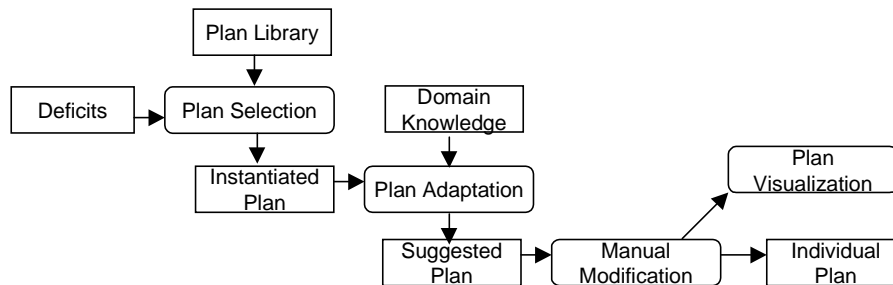 Plan Library
Deficits
Plan Selection
Domain
Knowledge
Instantiated
Plan
Plan Adaptation
Plan
Visualization
Suggested
Plan
Manual
Modification
Individual
Plan